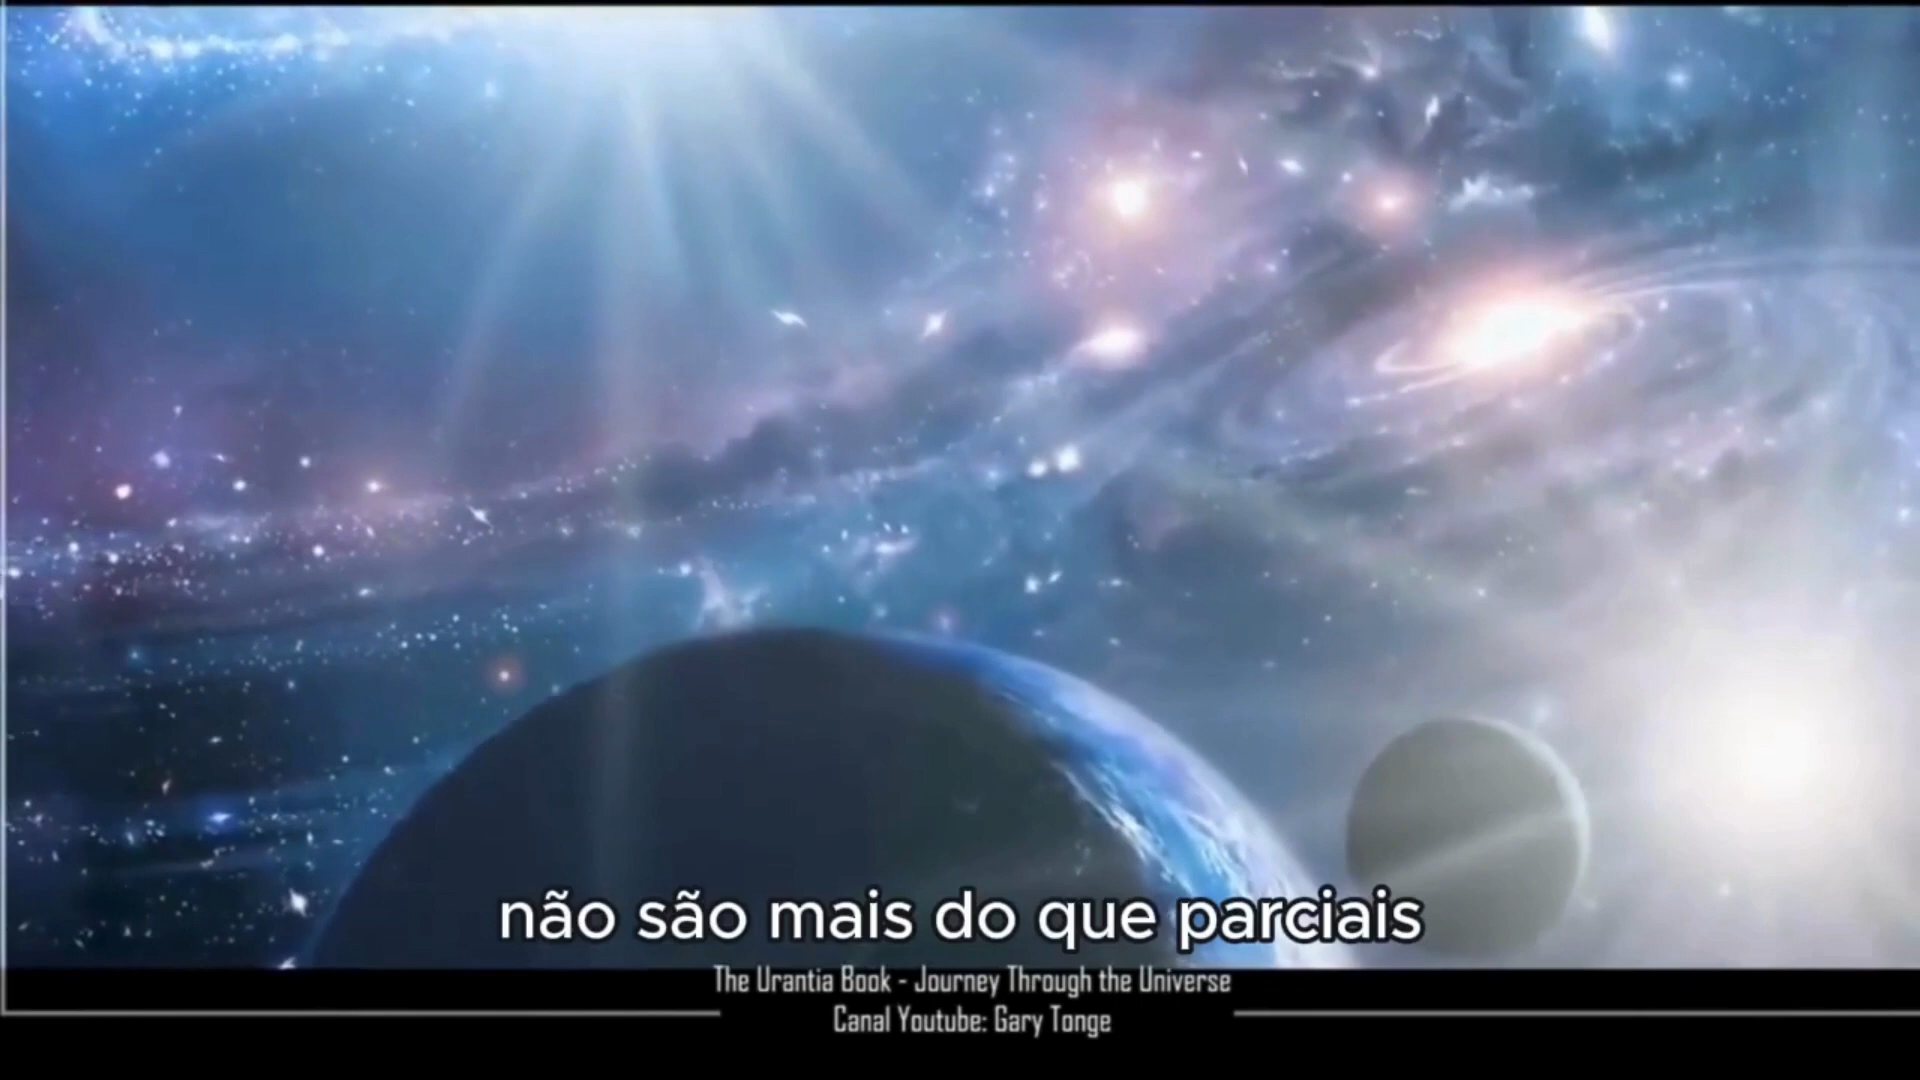 não são mais do que parciais
The Urantia Book - Journey Through the Universe
Canal Youtube: Gary Tonge